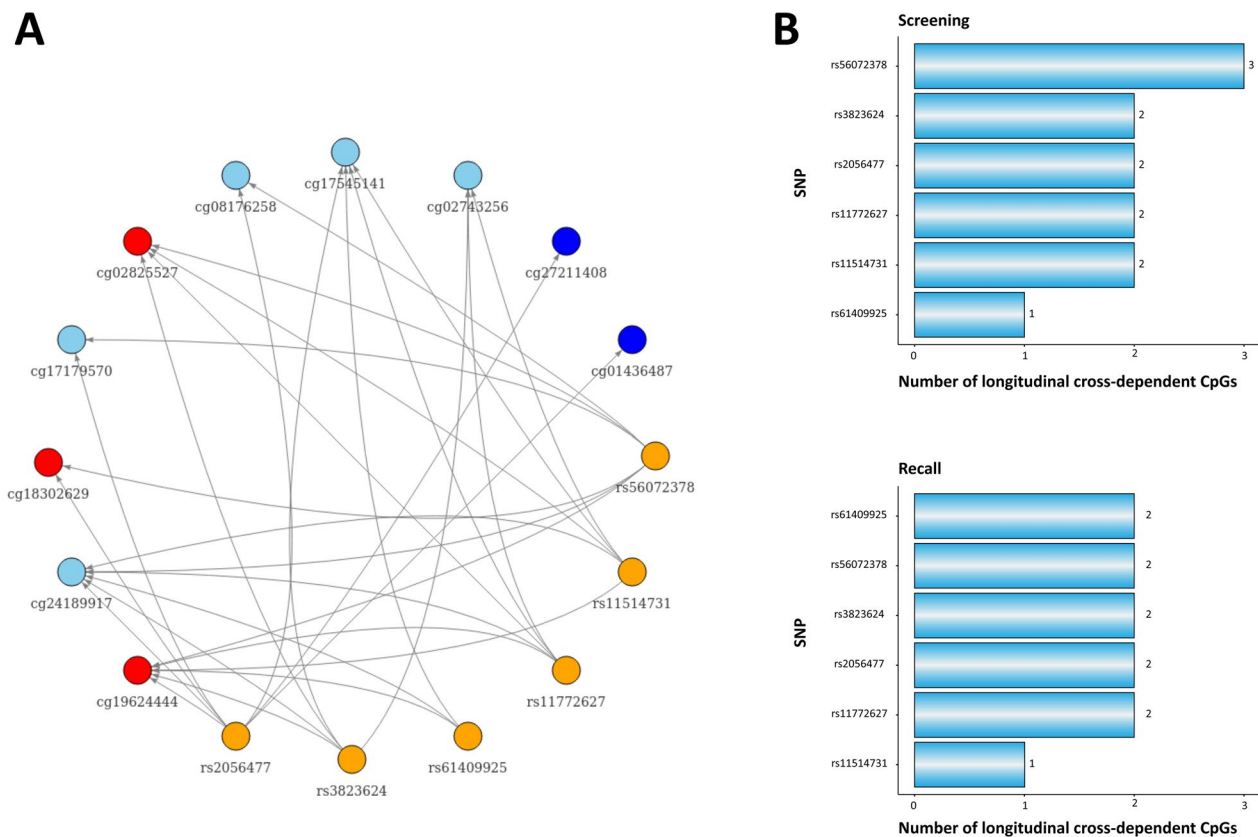 A
cg17545141
cg08176258
cg02743256
cg02825527
cg27211408
cg17179570
cg01436487
cg18302629
rs56072378
cg24189917
rs11514731
cg19624444
rs11772627
rs2056477
rs61409925
rs3823624
B
Screening
SNP
rs56072378
3
rs3823624
2
rs2056477
2
rs11772627
2
rs11514731
2
rs61409925
1
0 1 2 3
Number of longitudinal cross-dependent CpGs
Recall
SNP
rs61409925
2
rs56072378
2
rs3823624
2
rs2056477
2
rs11772627
2
rs11514731
1
0 1 2 3
Number of longitudinal cross-dependent CpGs